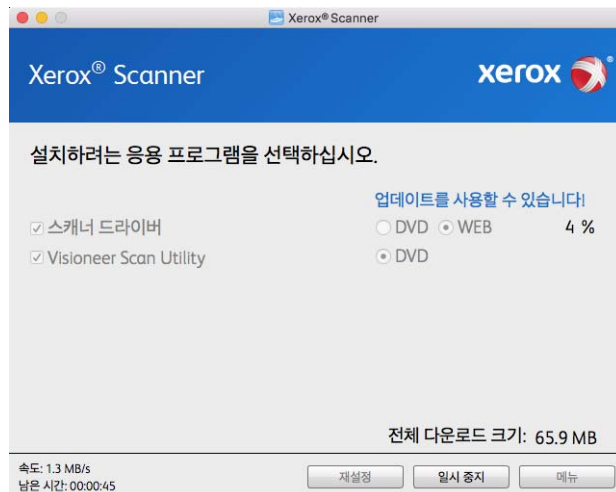 Xerox® Scanner
Xerox® Scanner
xerox®
설치하려는 응용 프로그램을 선택하십시오.
업데이트를 사용할 수 있습니다!
스캐너 드라이버 DVD WEB 4 %
Visioneer Scan Utility DVD
전체 다운로드 크기: 65.9 MB
속도: 1.3 MB/s
남은 시간: 00:00:45
재설정 일시 중지 메뉴